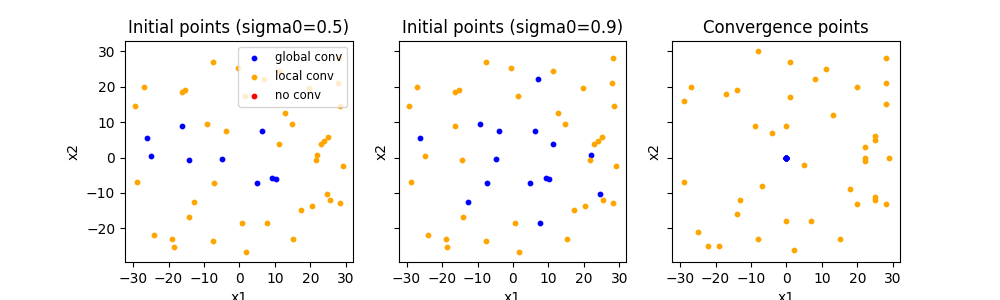 Initial points (sigma0=0.5)
Initial points (sigma0=0.9)
Convergence points
global conv
local conv
no conv
x2
30
20
10
0
−10
−20
−30 −20 −10 0 10 20 30
x1
x2
−30 −20 −10 0 10 20 30
x1
x2
−30 −20 −10 0 10 20 30
x1